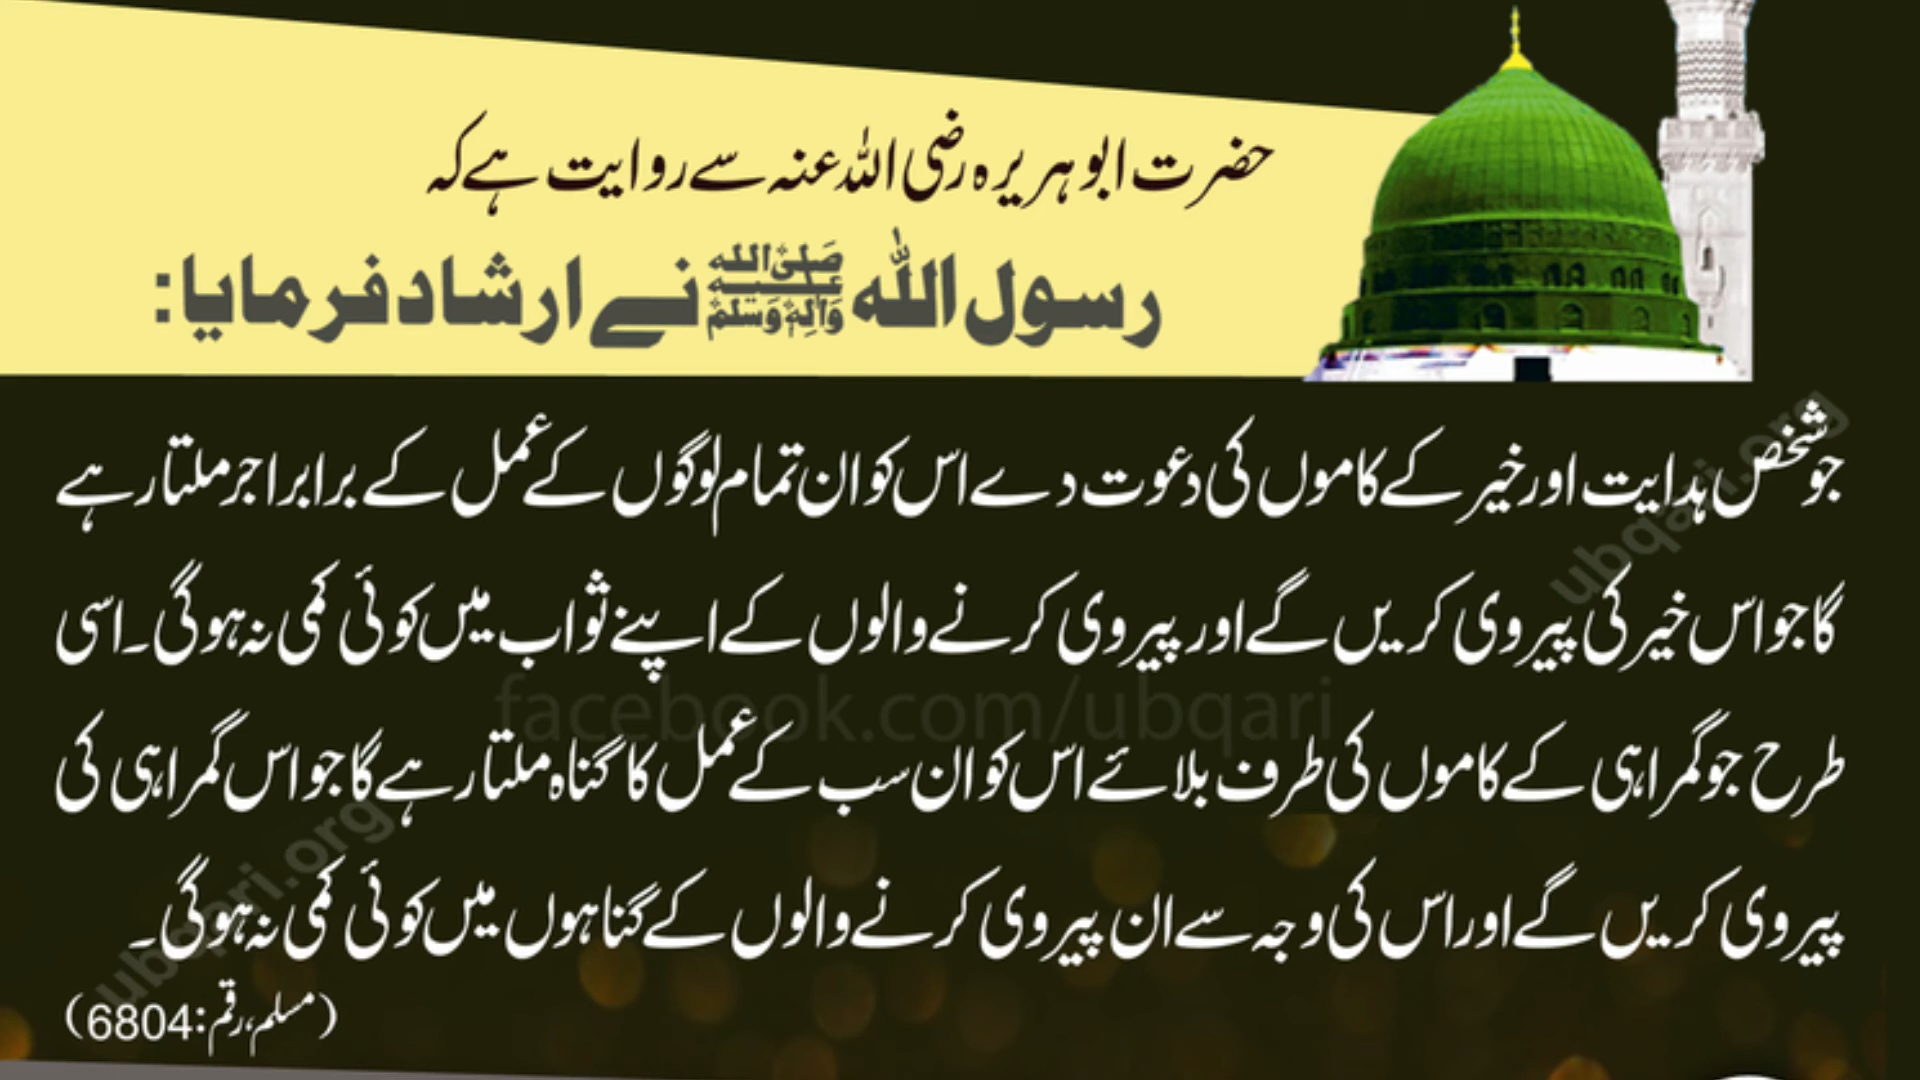 حضرت ابوہریرہ رضی اللہ عنہ سے روایت ہے کہ
رسول اللہ ﷺ نے ارشاد فرمایا:
جو شخص ہدایت اور خیر کے کاموں کی دعوت دے اس کو ان تمام لوگوں کے عمل کے برابر اجر ملتا رہے
گا جو اس خیر کی پیروی کریں گے اور پیروی کرنے والوں کے اپنے ثواب میں کوئی کمی نہ ہوگی۔ اسی
طرح جو گمراہی کے کاموں کی طرف بلائے اس کو ان سب کے عمل کا گناہ ملتا رہے گا جو اس گمراہی کی
پیروی کریں گے اور اس کی وجہ سے ان پیروی کرنے والوں کے گناہوں میں کوئی کمی نہ ہوگی۔
(مسلم، رقم: 6804)
ubqari.org
facebook.com/ubqari
ubqari.org